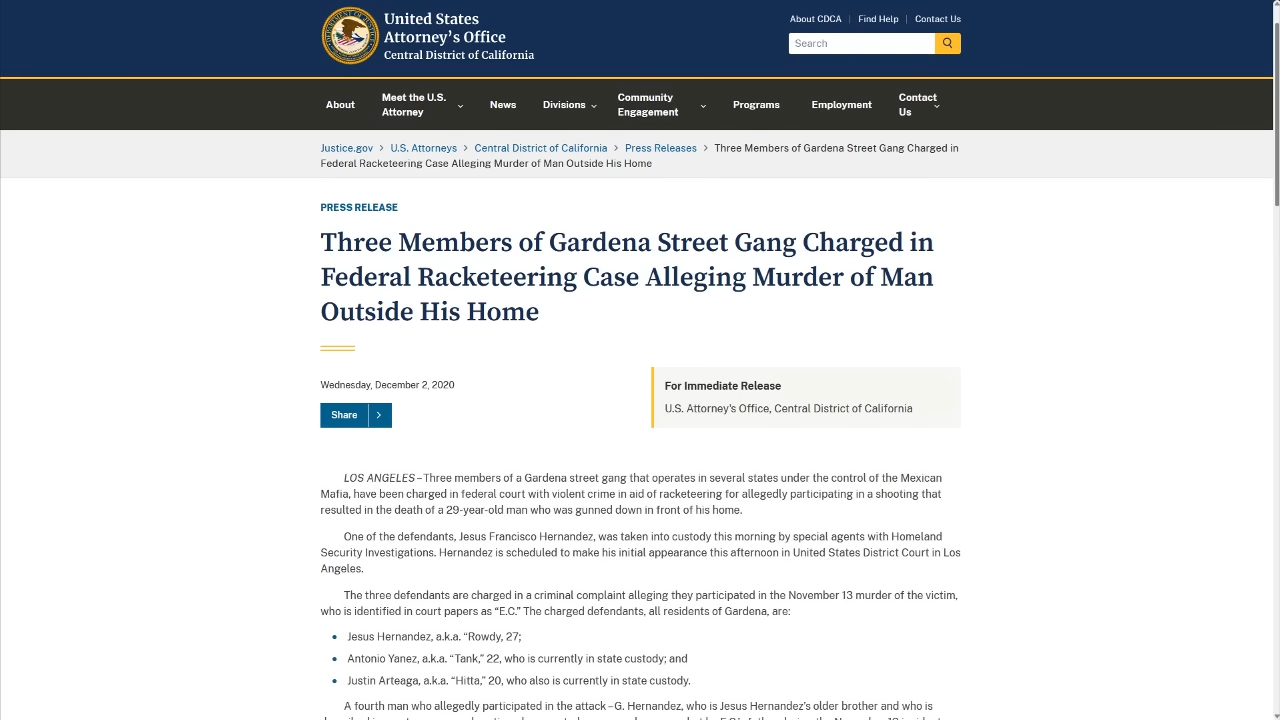 United States
Attorney's Office
Central District of California
About CDCA
Find Help
Contact Us
Search
About
Meet the U.S.
Attorney
News
Divisions
Community
Engagement
Programs
Employment
Contact
Us
Justice.gov > U.S. Attorneys > Central District of California > Press Releases > Three Members of Gardena Street Gang Charged in
Federal Racketeering Case Alleging Murder of Man Outside His Home
PRESS RELEASE
Three Members of Gardena Street Gang Charged in
Federal Racketeering Case Alleging Murder of Man
Outside His Home
Wednesday, December 2, 2020
Share >
For Immediate Release
U.S. Attorney's Office, Central District of California
LOS ANGELES – Three members of a Gardena street gang that operates in several states under the control of the Mexican
Mafia, have been charged in federal court with violent crime in aid of racketeering for allegedly participating in a shooting that
resulted in the death of a 29-year-old man who was gunned down in front of his home.
One of the defendants, Jesus Francisco Hernandez, was taken into custody this morning by special agents with Homeland
Security Investigations. Hernandez is scheduled to make his initial appearance this afternoon in United States District Court in Los
Angeles.
The three defendants are charged in a criminal complaint alleging they participated in the November 13 murder of the victim,
who is identified in court papers as “E.C.” The charged defendants, all residents of Gardena, are:
• Jesus Hernandez, a.k.a. “Rowdy, 27;
• Antonio Yanez, a.k.a. “Tank,” 22, who is currently in state custody; and
• Justin Arteaga, a.k.a. “Hitta,” 20, who also is currently in state custody.
A fourth man who allegedly participated in the attack – G. Hernandez, who is Jesus Hernandez’s older brother and who is